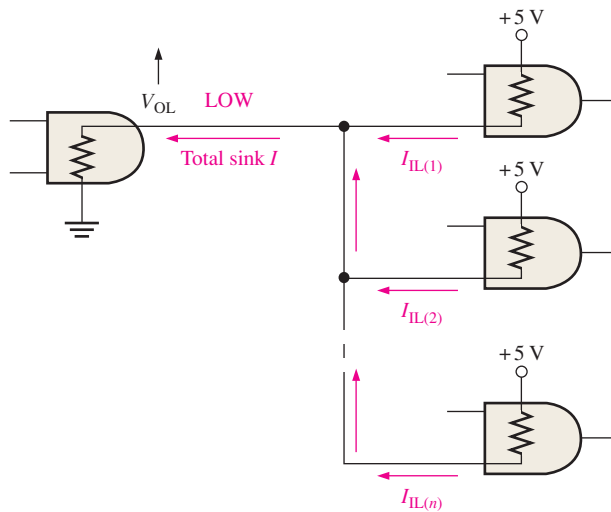 +5 V
V_OL
LOW
Total sink I
I_IL(1)
+5 V
I_IL(2)
+5 V
I_IL(n)